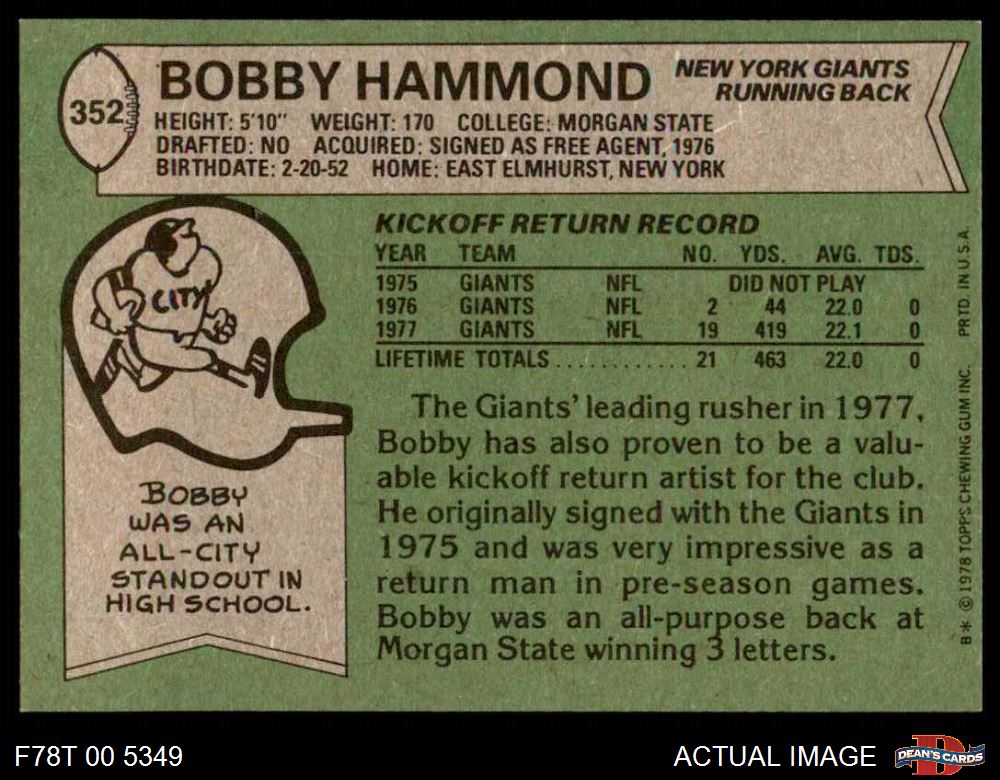 352
BOBBY HAMMOND
NEW YORK GIANTS
RUNNING BACK
HEIGHT: 5'10" WEIGHT: 170 COLLEGE: MORGAN STATE
DRAFTED: NO ACQUIRED: SIGNED AS FREE AGENT, 1976
BIRTHDATE: 2-20-52 HOME: EAST ELMHURST, NEW YORK
CITY
BOBBY
WAS AN
ALL-CITY
STANDOUT IN
HIGH SCHOOL.
KICKOFF RETURN RECORD
YEAR TEAM NO. YDS. AVG. TDS.
1975 GIANTS NFL DID NOT PLAY
1976 GIANTS NFL 2 44 22.0 0
1977 GIANTS NFL 19 419 22.1 0
LIFETIME TOTALS . . . . . . . . . . . . 21 463 22.0 0
The Giants' leading rusher in 1977,
Bobby has also proven to be a valu-
able kickoff return artist for the club.
He originally signed with the Giants in
1975 and was very impressive as a
return man in pre-season games.
Bobby was an all-purpose back at
Morgan State winning 3 letters.
B* © 1978 TOPPS CHEWING GUM INC. PRTD. IN U.S.A.
F78T 00 5349
ACTUAL IMAGE
D
DEAN'S CARDS